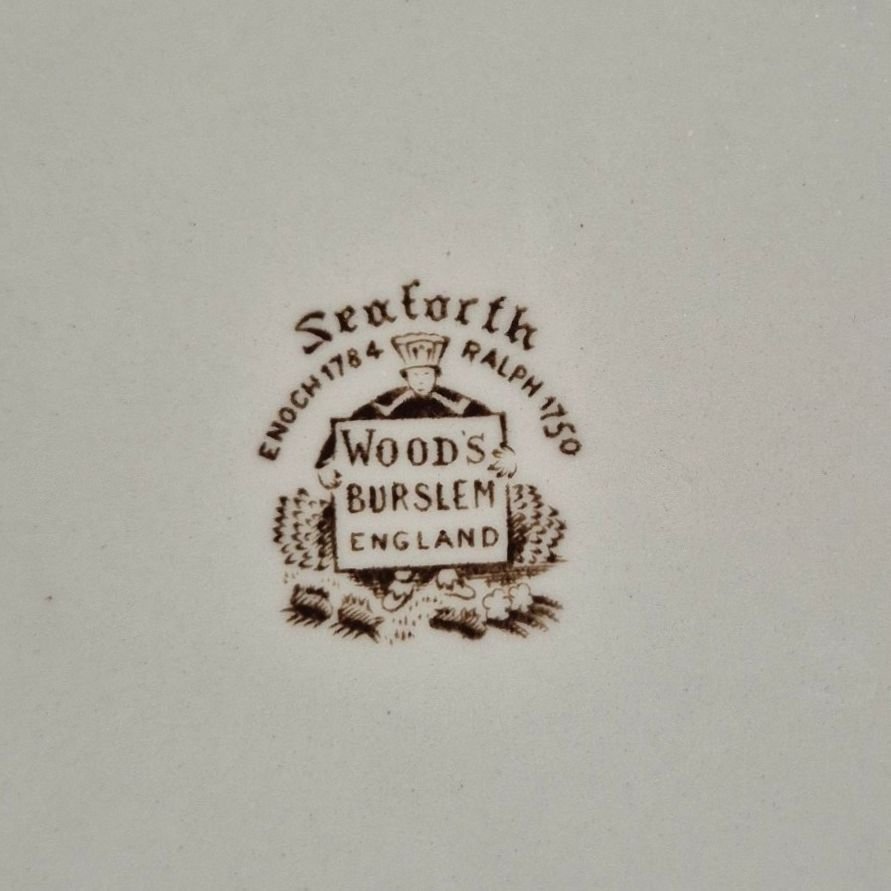 Seaforth
ENOCH 1784 RALPH 1750
WOOD'S
BURSLEM
ENGLAND